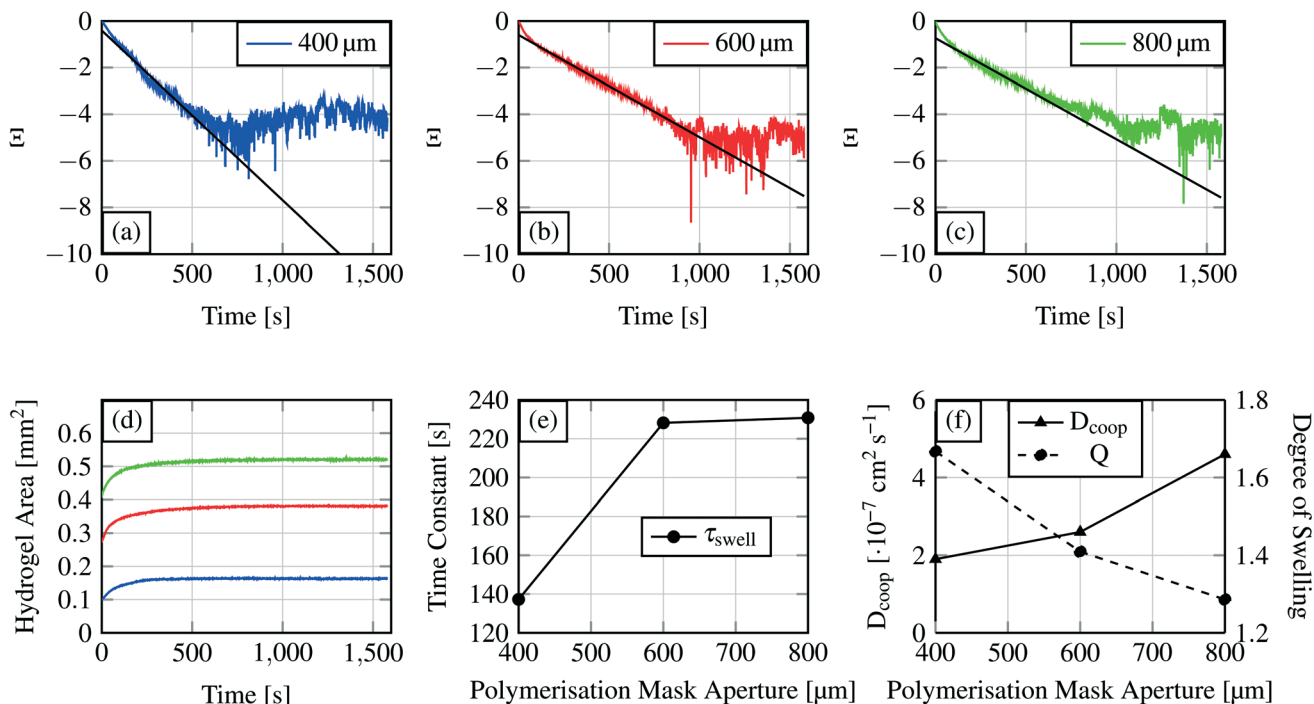 0
−2
−4
−6
−8
−10
Ξ
400 µm
(a)
0 500 1,000 1,500
Time [s]
0
−2
−4
−6
−8
−10
Ξ
600 µm
(b)
0 500 1,000 1,500
Time [s]
0
−2
−4
−6
−8
−10
Ξ
800 µm
(c)
0 500 1,000 1,500
Time [s]
(d)
Hydrogel Area [mm²]
0.6
0.5
0.4
0.3
0.2
0.1
0
0 500 1,000 1,500
Time [s]
(e)
Time Constant [s]
240
220
200
180
160
140
120
τswell
400 500 600 700 800
Polymerisation Mask Aperture [µm]
(f)
Dcoop [·10⁻⁷ cm² s⁻¹]
6
4
2
0
Dcoop
Q
1.8
1.6
1.4
1.2
Degree of Swelling
400 500 600 700 800
Polymerisation Mask Aperture [µm]